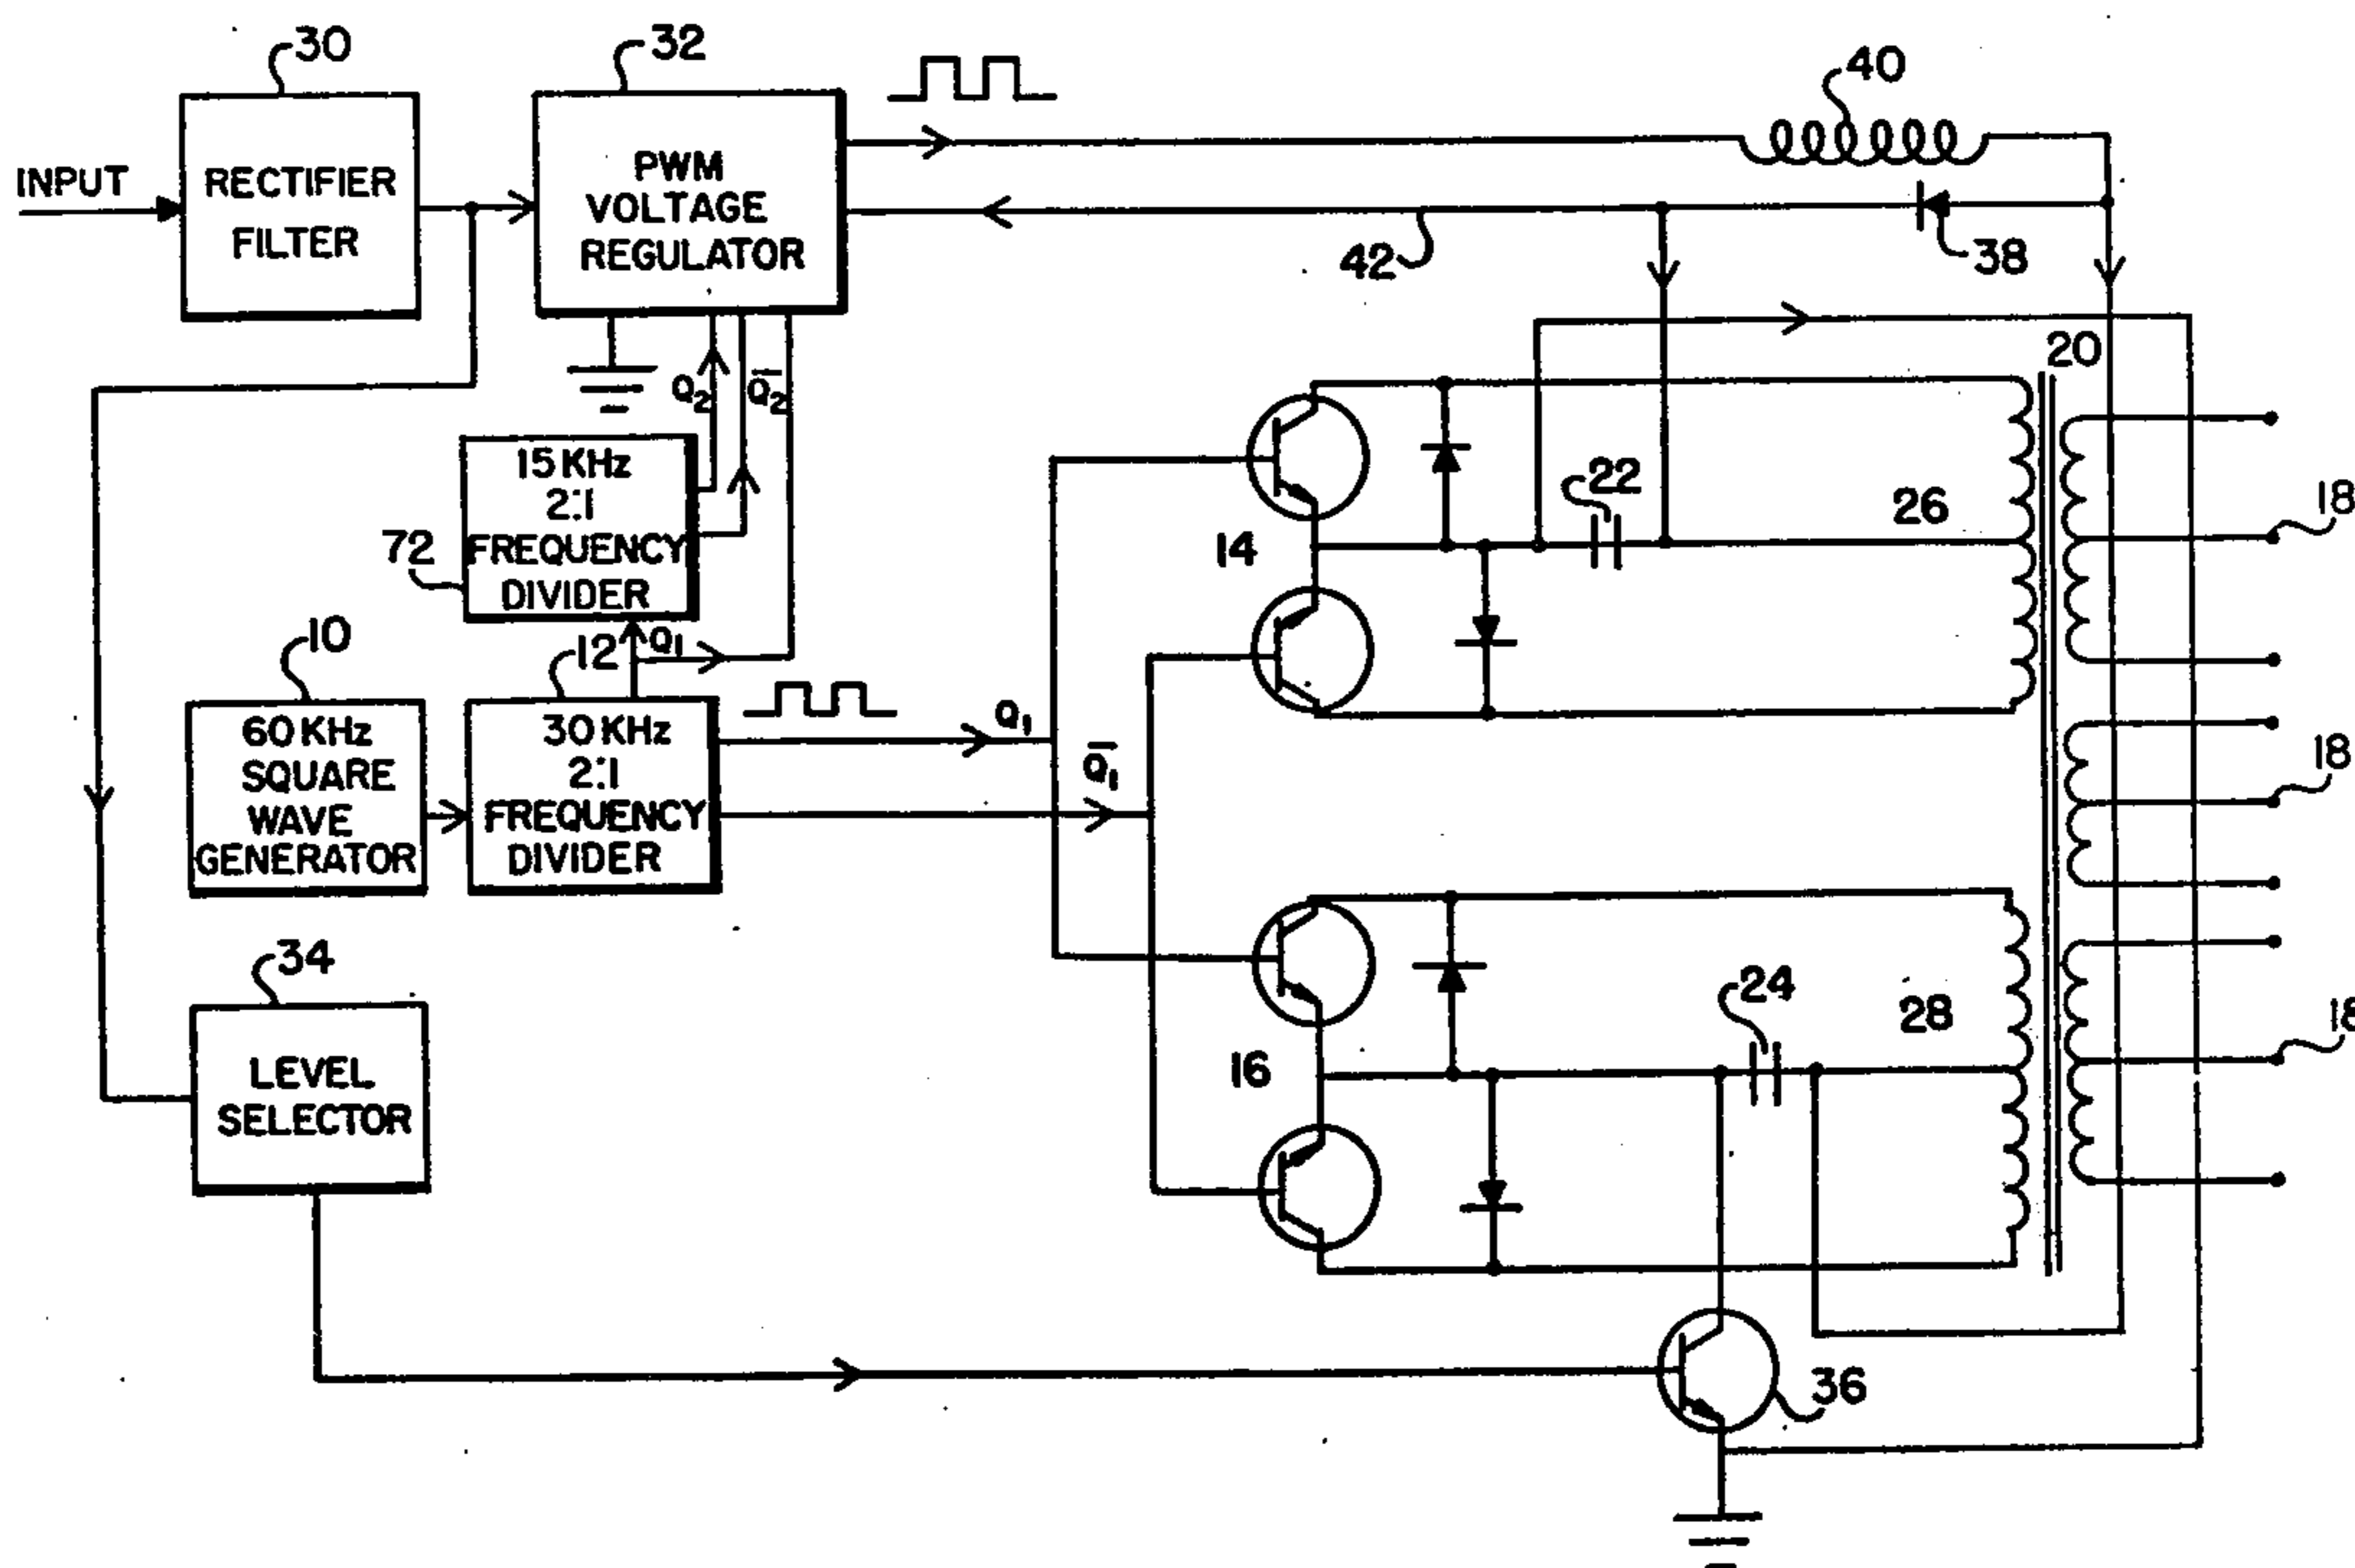 30
32
40
INPUT
RECTIFIER
FILTER
PWM
VOLTAGE
REGULATOR
42
38
20
Q2
Q̅2
15 KHz
2:1
FREQUENCY
DIVIDER
72
22
26
18
14
10
12
Q1
60 KHz
SQUARE
WAVE
GENERATOR
30 KHz
2:1
FREQUENCY
DIVIDER
Q1
Q̅1
18
34
LEVEL
SELECTOR
24
28
18
16
36